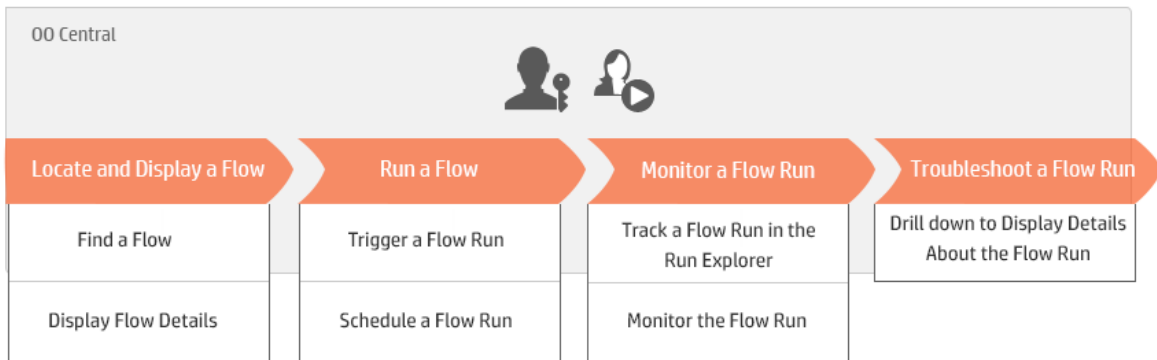 OO Central
Locate and Display a Flow
Run a Flow
Monitor a Flow Run
Troubleshoot a Flow Run
Find a Flow
Trigger a Flow Run
Track a Flow Run in the
Run Explorer
Drill down to Display Details
About the Flow Run
Display Flow Details
Schedule a Flow Run
Monitor the Flow Run